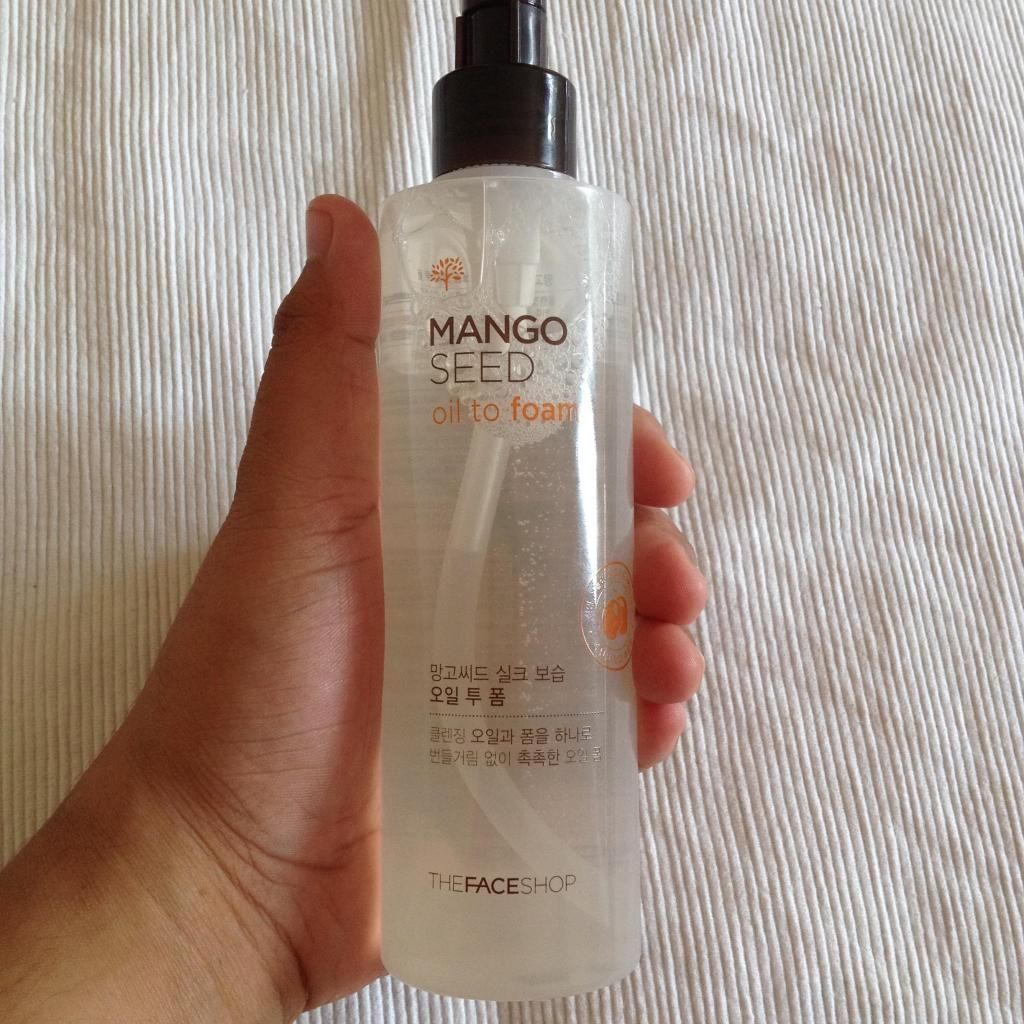 MANGO
SEED
oil to foam
망고씨드 실크 보습
오일 투 폼
클렌징 오일과 폼을 하나로
번들거림 없이 촉촉한 오일 폼
THEFACESHOP